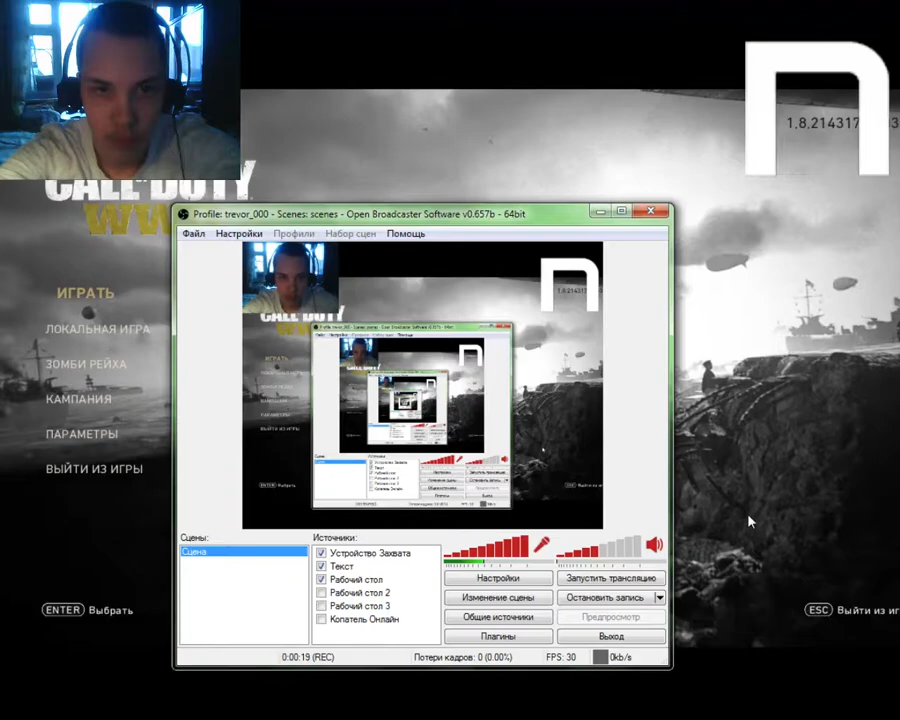 n
1.8.214317
CALL OF DUTY
WW
Profile: trevor_000 - Scenes: scenes - Open Broadcaster Software v0.657b - 64bit
Файл Настройки Профили Набор сцен Помощь
ИГРАТЬ
ЛОКАЛЬНАЯ ИГРА
ЗОМБИ РЕЙХА
КАМПАНИЯ
ПАРАМЕТРЫ
ВЫЙТИ ИЗ ИГРЫ
Сцены:
Сцена
Источники:
Устройство Захвата
Текст
Рабочий стол
Рабочий стол 2
Рабочий стол 3
Копатель Онлайн
Настройки
Запустить трансляцию
Изменение сцены
Остановить запись
Общие источники
Предпросмотр
Плагины
Выход
0:00:19 (REC)
Потери кадров: 0 (0.00%)
FPS: 30
0kb/s
ENTER Выбрать
ESC Выйти из иг